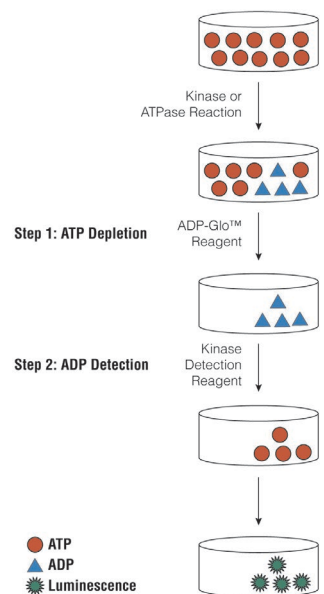 Kinase or
ATPase Reaction
Step 1: ATP Depletion
ADP-Glo™
Reagent
Step 2: ADP Detection
Kinase
Detection
Reagent
ATP
ADP
Luminescence